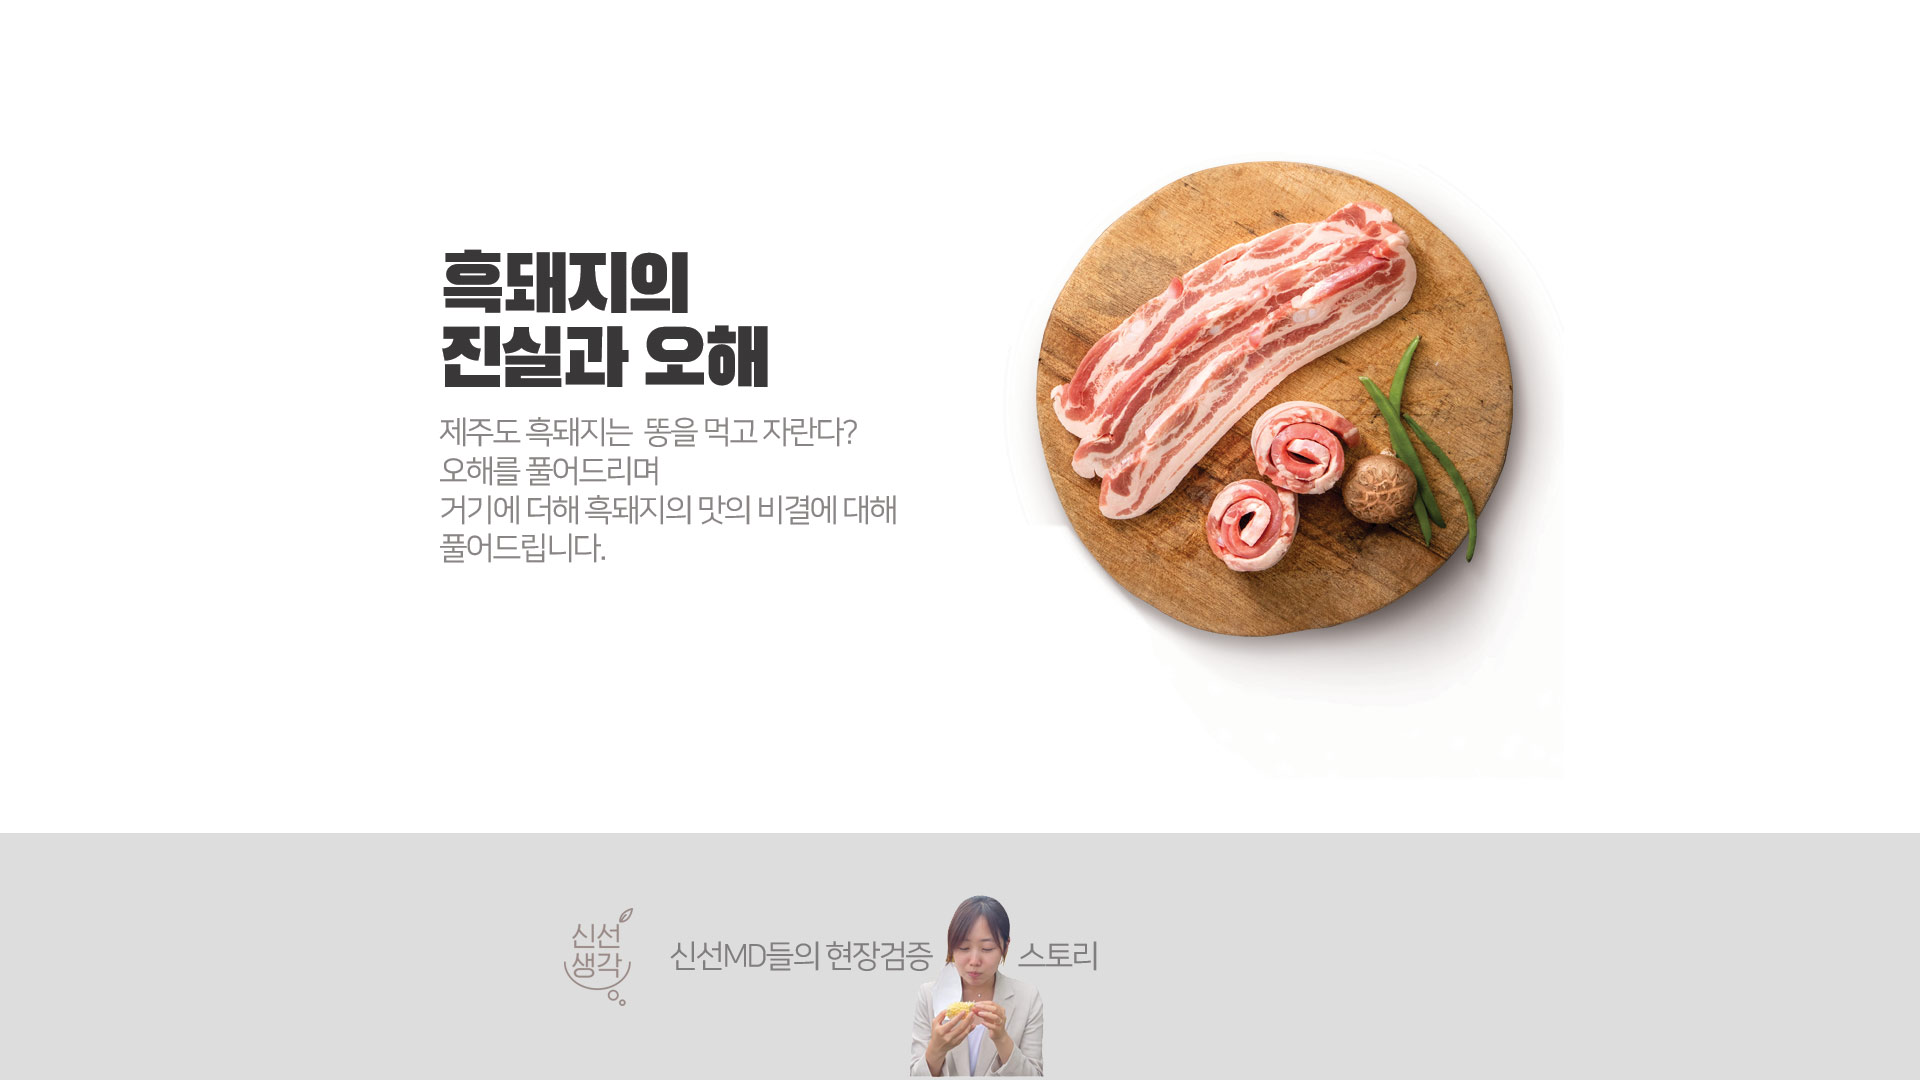 흑돼지의
진실과 오해
제주도 흑돼지는 똥을 먹고 자란다?
오해를 풀어드리며
거기에 더해 흑돼지의 맛의 비결에 대해
풀어드립니다.
신선
생각
신선MD들의 현장검증 스토리